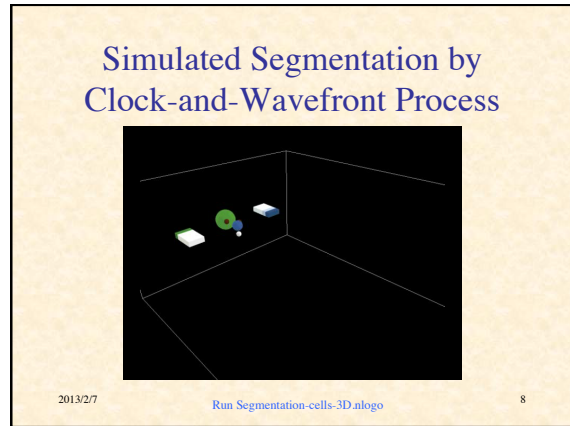 Simulated Segmentation by
Clock-and-Wavefront Process
2013/2/7
Run Segmentation-cells-3D.nlogo
8